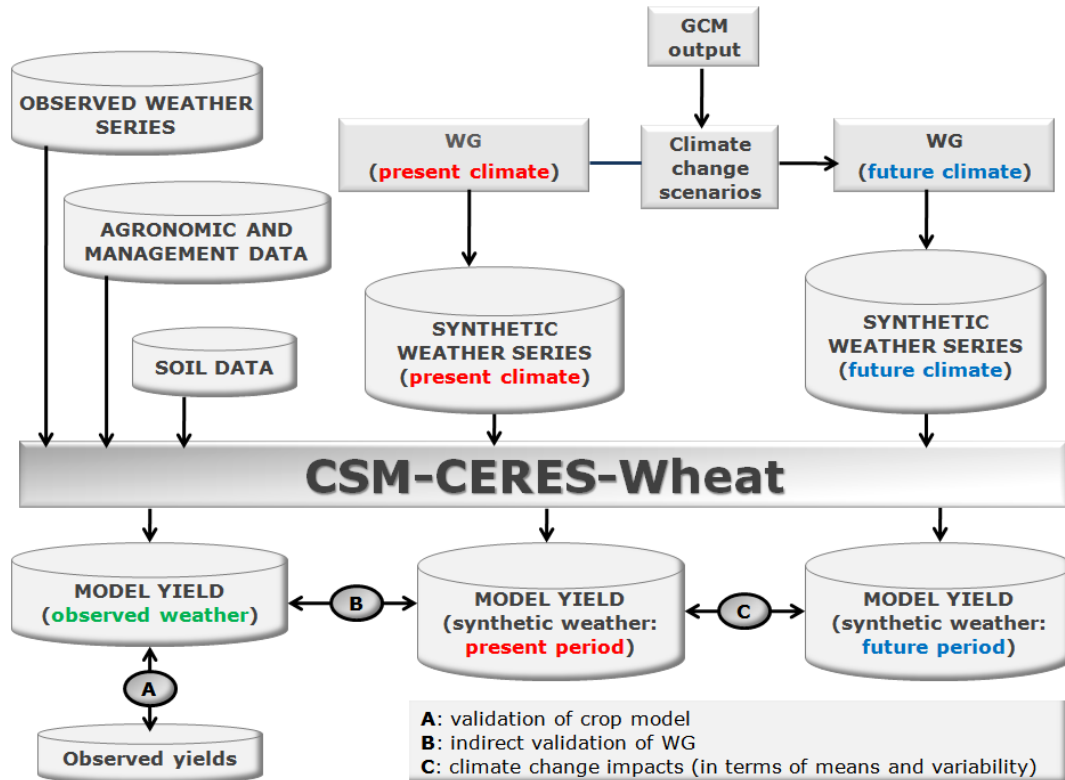 GCM
output
OBSERVED WEATHER
SERIES
WG
(present climate)
Climate
change
scenarios
WG
(future climate)
AGRONOMIC AND
MANAGEMENT DATA
SOIL DATA
SYNTHETIC
WEATHER SERIES
(present climate)
SYNTHETIC
WEATHER SERIES
(future climate)
CSM-CERES-Wheat
MODEL YIELD
(observed weather)
B
MODEL YIELD
(synthetic weather:
present period)
C
MODEL YIELD
(synthetic weather:
future period)
A
Observed yields
A: validation of crop model
B: indirect validation of WG
C: climate change impacts (in terms of means and variability)